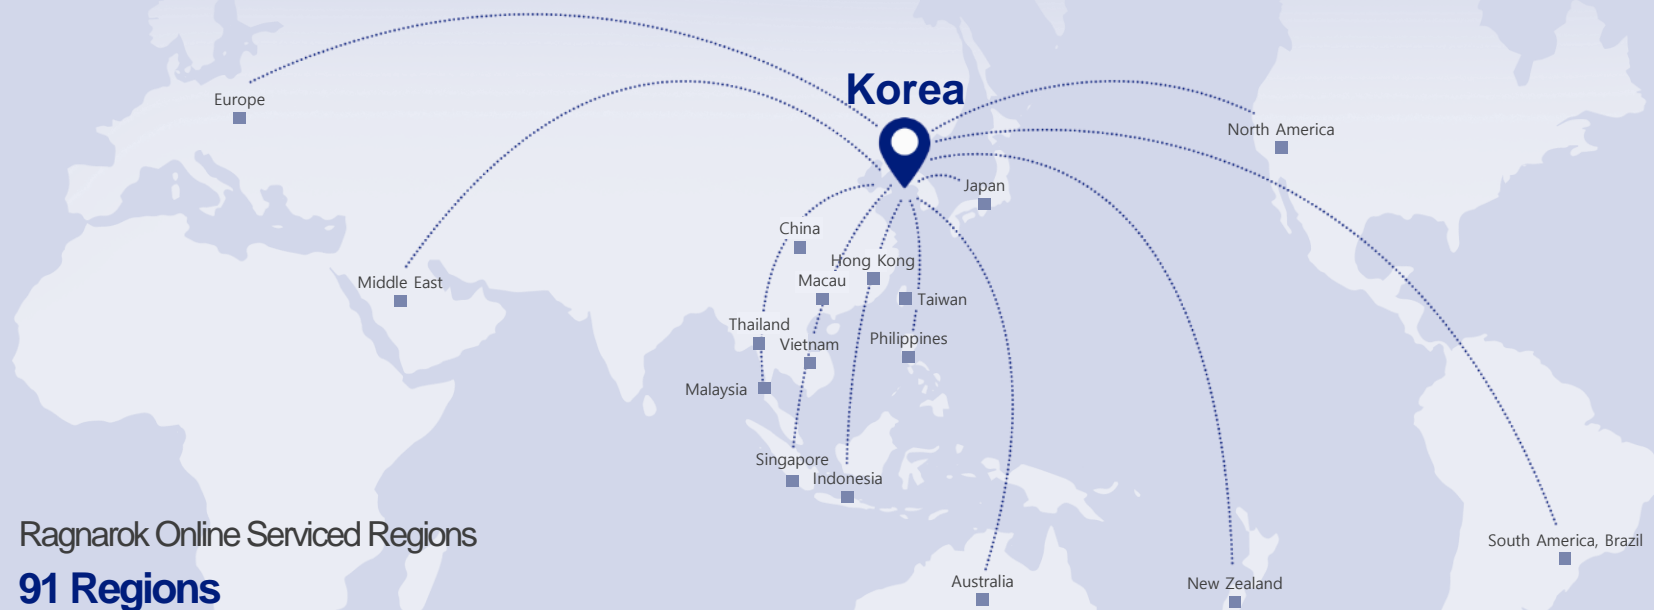 Korea
Europe
North America
Japan
China
Hong Kong
Middle East
Macau
Taiwan
Thailand
Vietnam
Philippines
Malaysia
Singapore
Indonesia
Ragnarok Online Serviced Regions
South America, Brazil
91 Regions
Australia
New Zealand